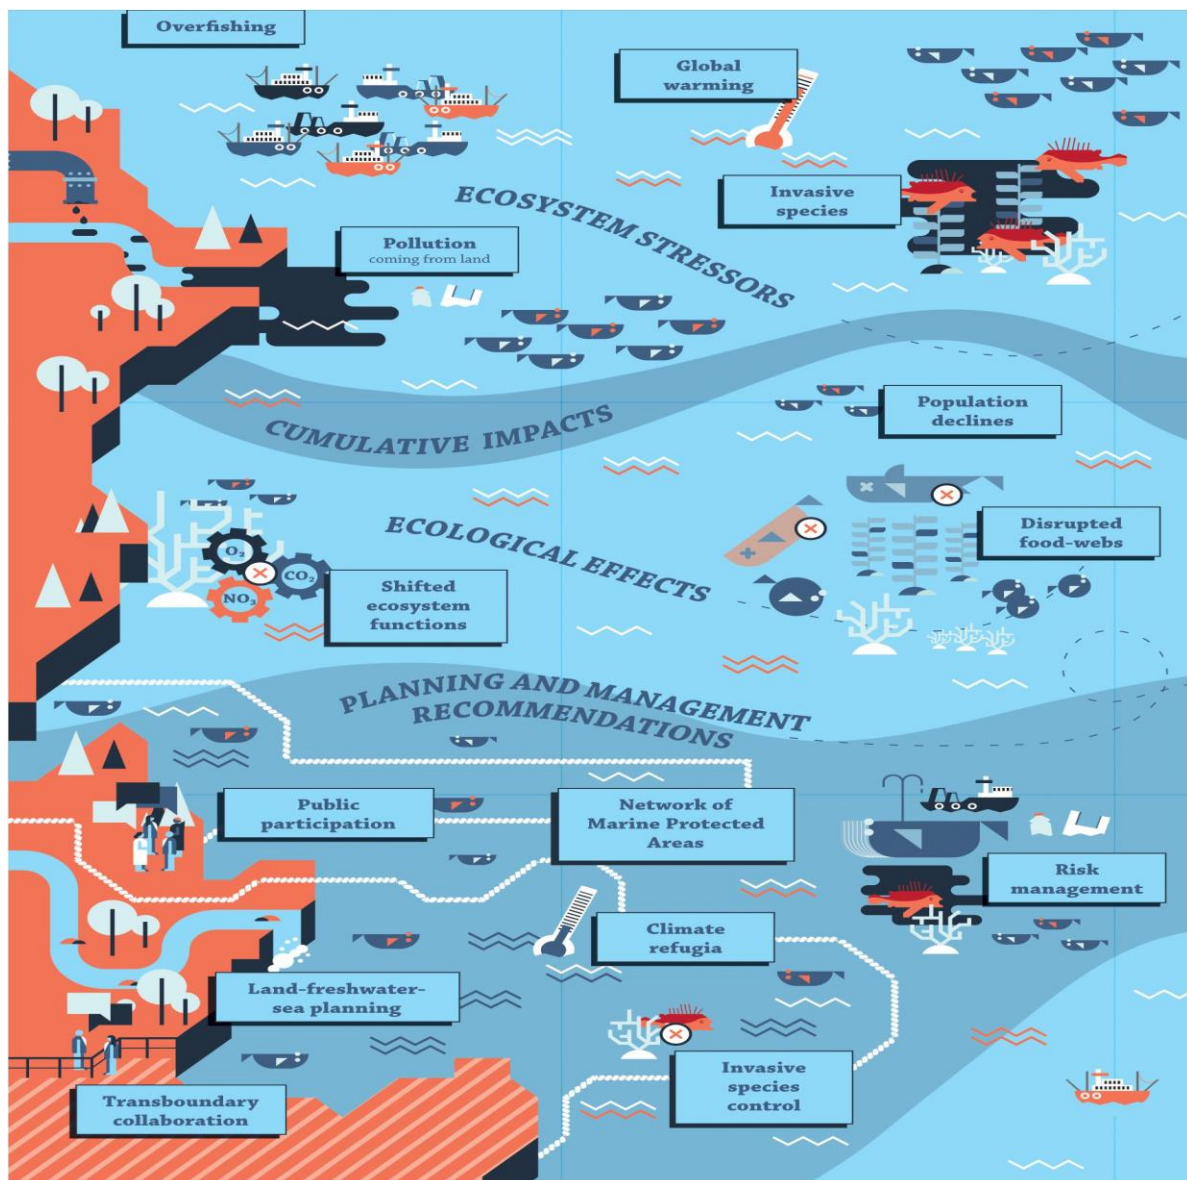 Overfishing
Global
warming
Invasive
species
ECOSYSTEM STRESSORS
Pollution
coming from land
CUMULATIVE IMPACTS
Population
declines
ECOLOGICAL EFFECTS
Disrupted
food-webs
O₂
CO₂
NO₃
Shifted
ecosystem
functions
PLANNING AND MANAGEMENT
RECOMMENDATIONS
Public
participation
Network of
Marine Protected
Areas
Risk
management
Climate
refugia
Land-freshwater-
sea planning
Invasive
species
control
Transboundary
collaboration